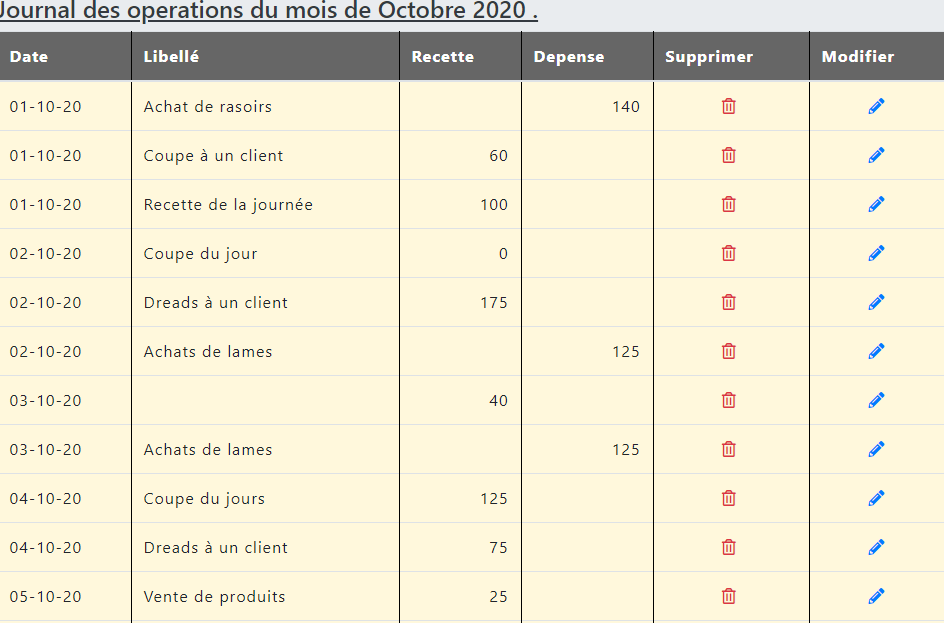 Journal des operations du mois de Octobre 2020 .
Date Libellé Recette Depense Supprimer Modifier
01-10-20 Achat de rasoirs 140
01-10-20 Coupe à un client 60
01-10-20 Recette de la journée 100
02-10-20 Coupe du jour 0
02-10-20 Dreads à un client 175
02-10-20 Achats de lames 125
03-10-20 40
03-10-20 Achats de lames 125
04-10-20 Coupe du jours 125
04-10-20 Dreads à un client 75
05-10-20 Vente de produits 25